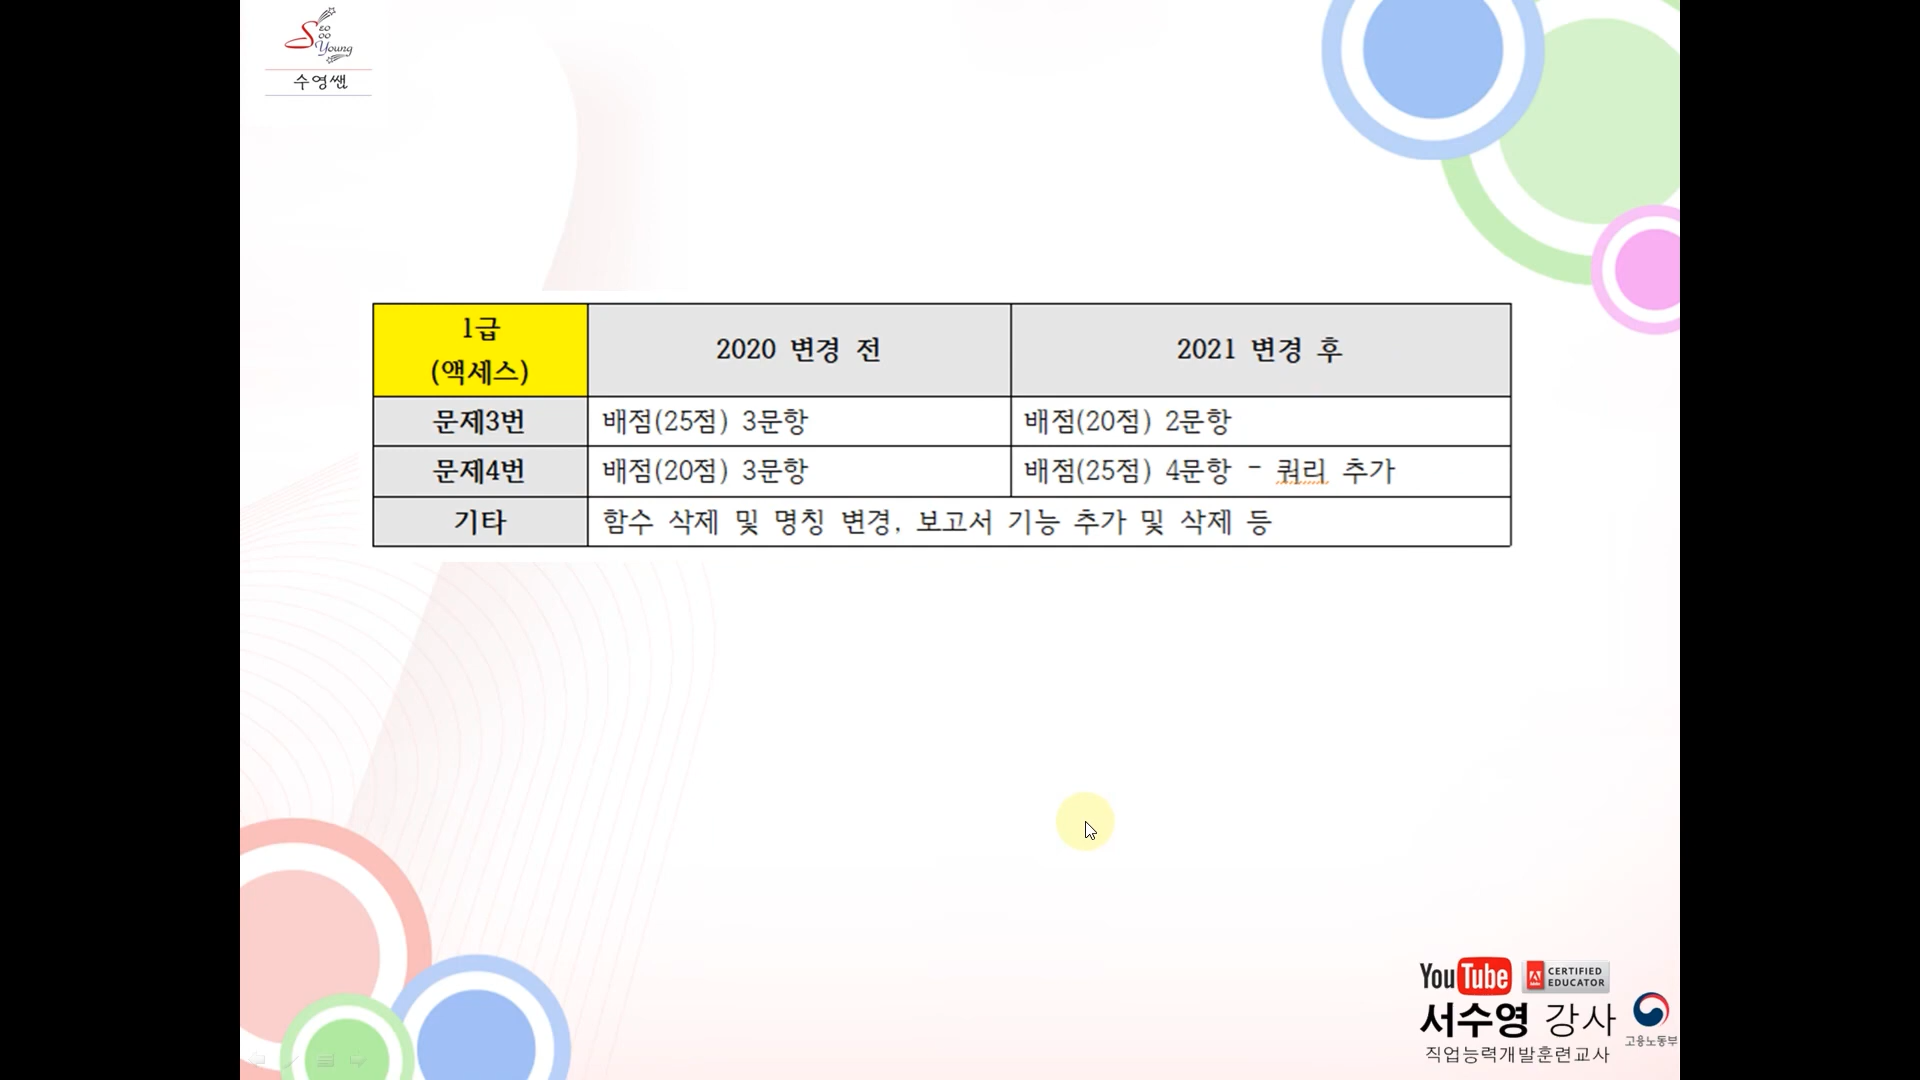 Seo
oo
Young
수영쌤
1급
(액세스)
2020 변경 전
2021 변경 후
문제3번
배점(25점) 3문항
배점(20점) 2문항
문제4번
배점(20점) 3문항
배점(25점) 4문항 - 쿼리 추가
기타
함수 삭제 및 명칭 변경, 보고서 기능 추가 및 삭제 등
YouTube
CERTIFIED
EDUCATOR
서수영 강사
고용노동부
직업능력개발훈련교사